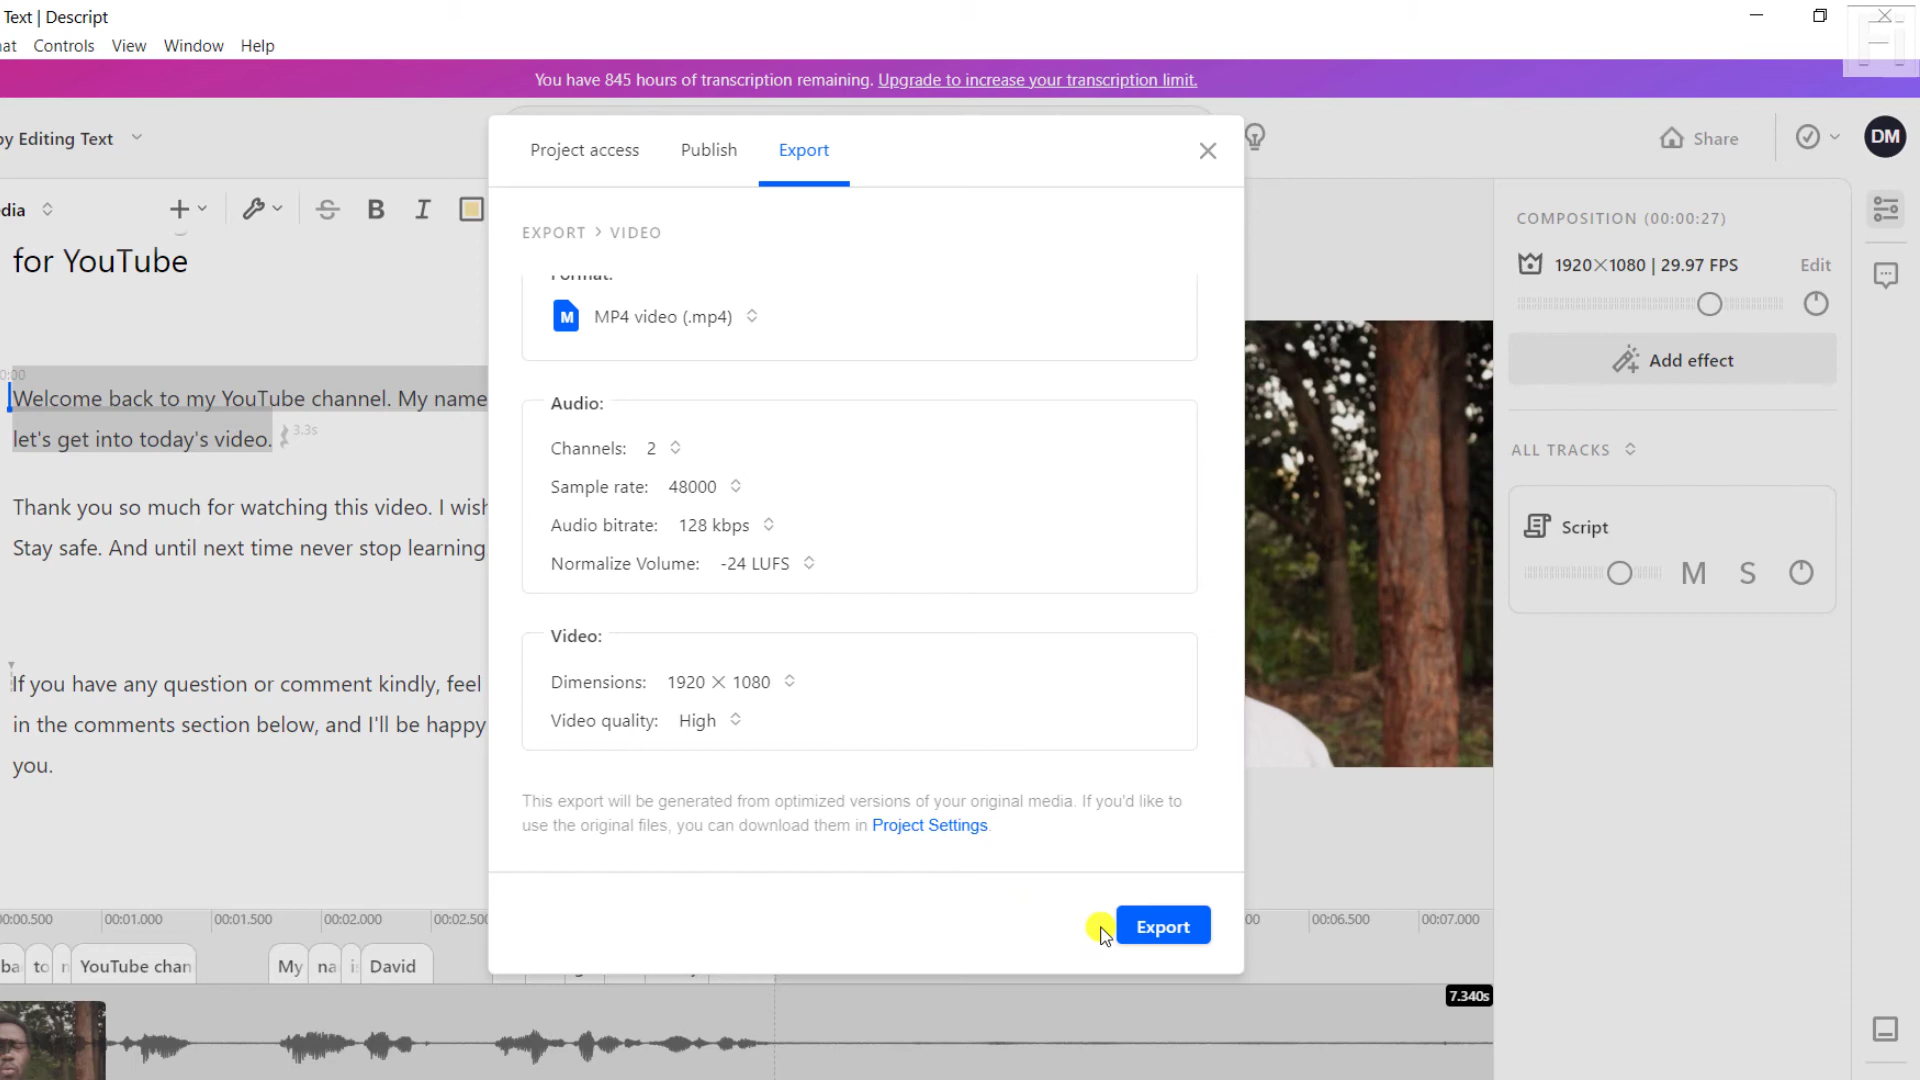 Text | Descript
at Controls View Window Help
You have 845 hours of transcription remaining. Upgrade to increase your transcription limit.
by Editing Text
Share
DM
Project access Publish Export
dia
B I
for YouTube
EXPORT > VIDEO
Format:
MP4 video (.mp4)
COMPOSITION (00:00:27)
1920×1080 | 29.97 FPS Edit
Add effect
0:00
Welcome back to my YouTube channel. My name
let's get into today's video. 3.3s
Audio:
Channels: 2
Sample rate: 48000
Audio bitrate: 128 kbps
Normalize Volume: -24 LUFS
ALL TRACKS
Script
M S
Thank you so much for watching this video. I wish
Stay safe. And until next time never stop learning
Video:
Dimensions: 1920 × 1080
Video quality: High
If you have any question or comment kindly, feel
in the comments section below, and I'll be happy
you.
This export will be generated from optimized versions of your original media. If you'd like to
use the original files, you can download them in Project Settings.
Export
00:00.500 00:01.000 00:01.500 00:02.000 00:02.500 00 00:06.500 00:07.000
ba to YouTube chan My na David
7.340s